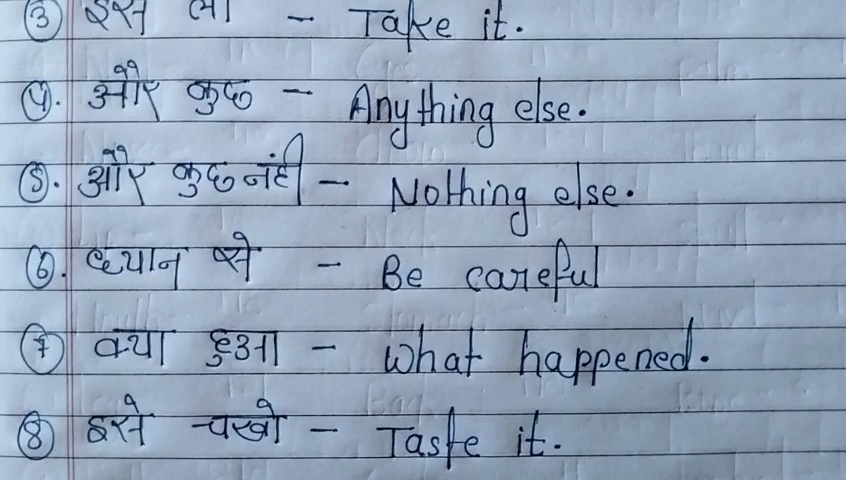 ③ इसे लो - Take it.
④. और कुछ - Anything else.
⑤. और कुछ नंही - Nothing else.
⑥. ध्यान से - Be careful
⑦ क्या हुआ - What happened.
⑧ इसे चखो - Taste it.